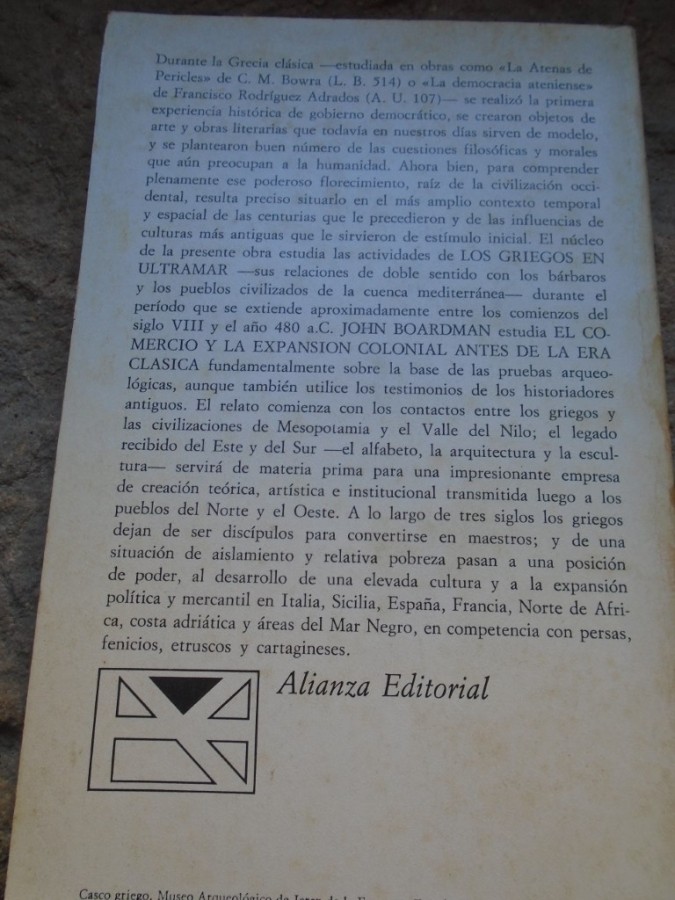 Durante la Grecia clásica —estudiada en obras como «La Atenas de
Pericles» de C. M. Bowra (L. B. 514) o «La democracia ateniense»
de Francisco Rodríguez Adrados (A. U. 107)— se realizó la primera
experiencia histórica de gobierno democrático, se crearon objetos de
arte y obras literarias que todavía en nuestros días sirven de modelo,
y se plantearon buen número de las cuestiones filosóficas y morales
que aún preocupan a la humanidad. Ahora bien, para comprender
plenamente ese poderoso florecimiento, raíz de la civilización occi-
dental, resulta preciso situarlo en el más amplio contexto temporal
y espacial de las centurias que le precedieron y de las influencias de
culturas más antiguas que le sirvieron de estímulo inicial. El núcleo
de la presente obra estudia las actividades de LOS GRIEGOS EN
ULTRAMAR —sus relaciones de doble sentido con los bárbaros
y los pueblos civilizados de la cuenca mediterránea— durante el
período que se extiende aproximadamente entre los comienzos del
siglo VIII y el año 480 a.C. JOHN BOARDMAN estudia EL CO-
MERCIO Y LA EXPANSION COLONIAL ANTES DE LA ERA
CLASICA fundamentalmente sobre la base de las pruebas arqueo-
lógicas, aunque también utilice los testimonios de los historiadores
antiguos. El relato comienza con los contactos entre los griegos y
las civilizaciones de Mesopotamia y el Valle del Nilo; el legado
recibido del Este y del Sur —el alfabeto, la arquitectura y la escul-
tura— servirá de materia prima para una impresionante empresa
de creación teórica, artística e institucional transmitida luego a los
pueblos del Norte y el Oeste. A lo largo de tres siglos los griegos
dejan de ser discípulos para convertirse en maestros; y de una
situación de aislamiento y relativa pobreza pasan a una posición
de poder, al desarrollo de una elevada cultura y a la expansión
política y mercantil en Italia, Sicilia, España, Francia, Norte de Afri-
ca, costa adriática y áreas del Mar Negro, en competencia con persas,
fenicios, etruscos y cartagineses.
Alianza Editorial
Casco griego. Museo Arqueológico de Jerez de la